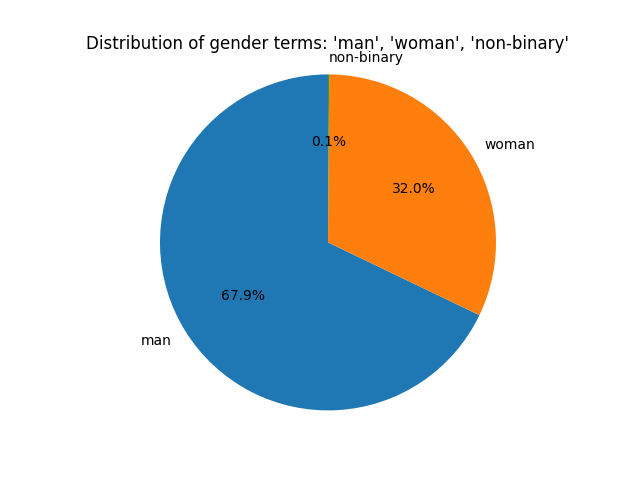 Distribution of gender terms: 'man', 'woman', 'non-binary'
non-binary
0.1%
woman
32.0%
67.9%
man